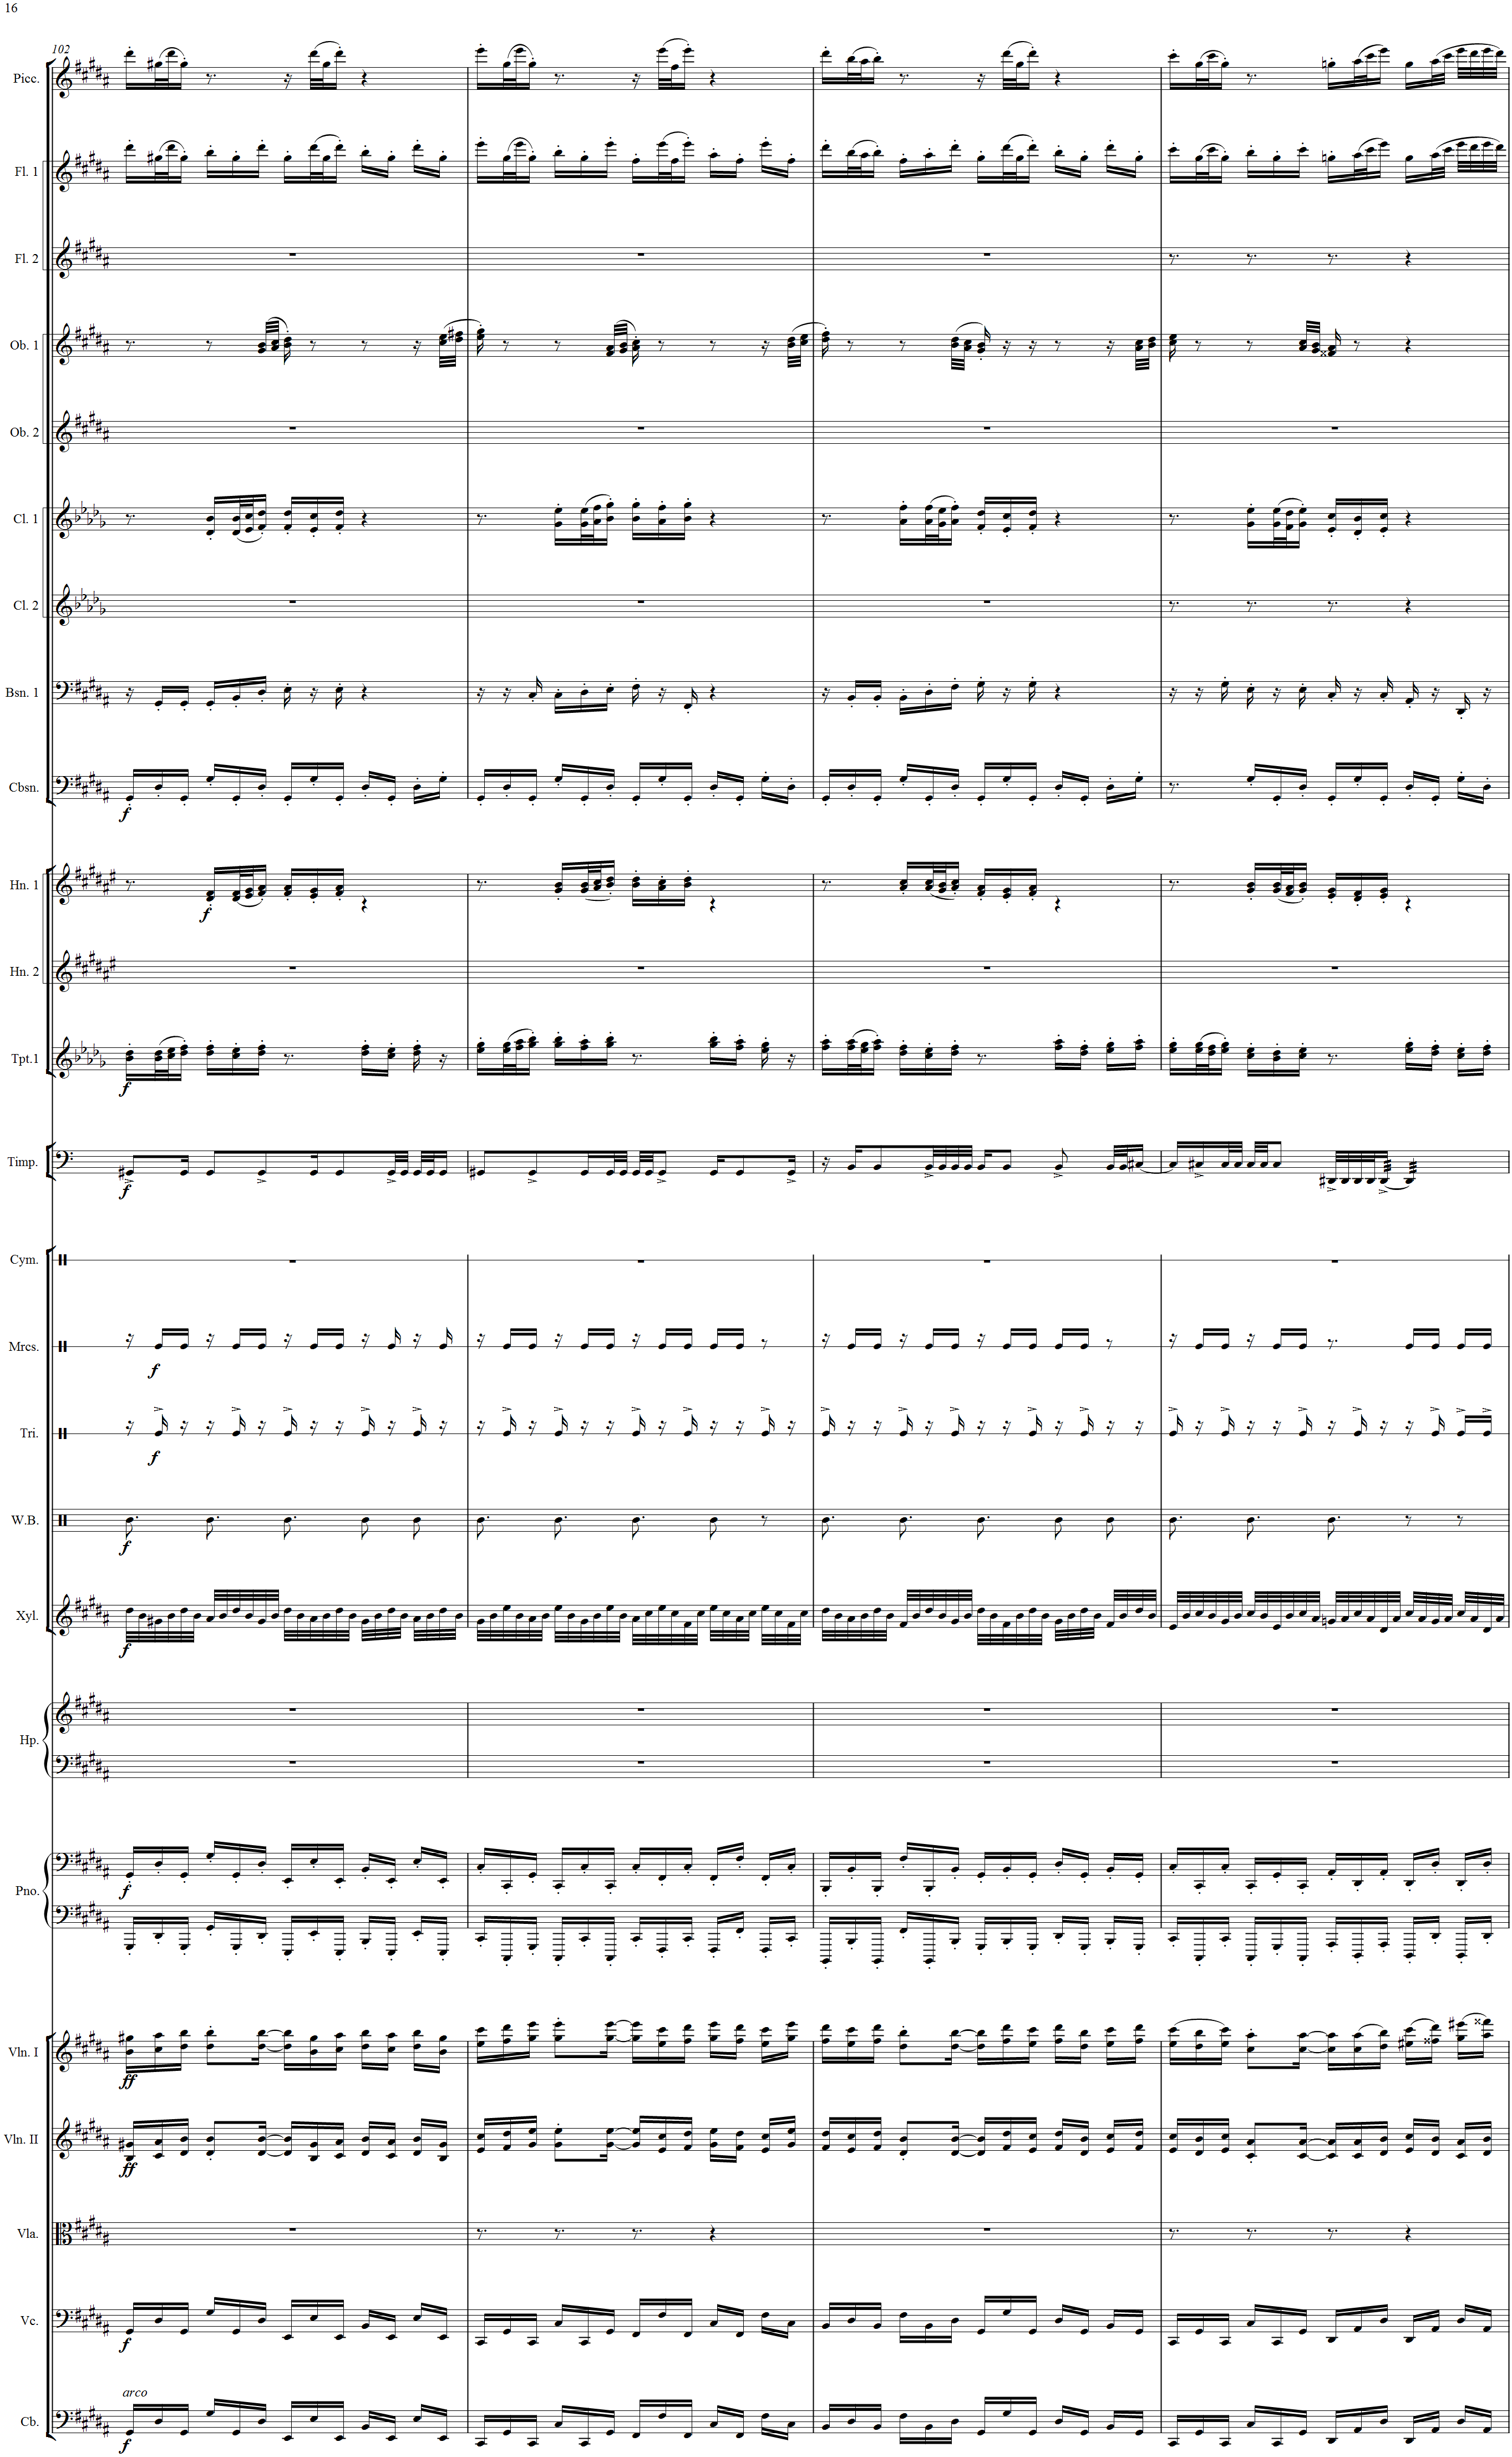 16
102
Picc.
Fl. 1
Fl. 2
Ob. 1
Ob. 2
Cl. 1
Cl. 2
Bsn. 1
Cbsn.
f
Hn. 1
f
Hn. 2
Tpt.1
f
Timp.
f
Cym.
Mrcs.
f
Tri.
f
W.B.
f
Xyl.
f
Hp.
Pno.
f
Vln. I
ff
Vln. II
ff
Vla.
Vc.
f
arco
Cb.
f